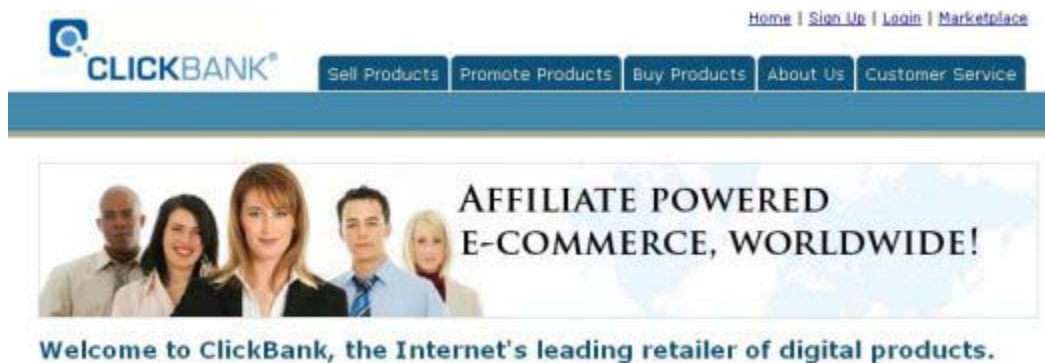 Home | Sign Up | Login | Marketplace
CLICKBANK®
Sell Products Promote Products Buy Products About Us Customer Service
AFFILIATE POWERED
E-COMMERCE, WORLDWIDE!
Welcome to ClickBank, the Internet's leading retailer of digital products.